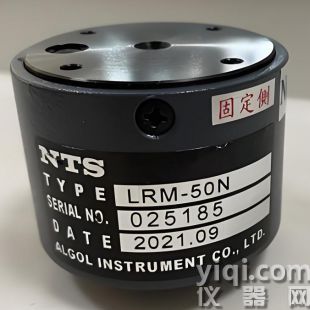 固定側
N
NTS
TYPE LRM-50N
SERIAL NO. 025185
DATE 2021.09
ALGOL INSTRUMENT CO., LTD.
yiqi.com
仪器网